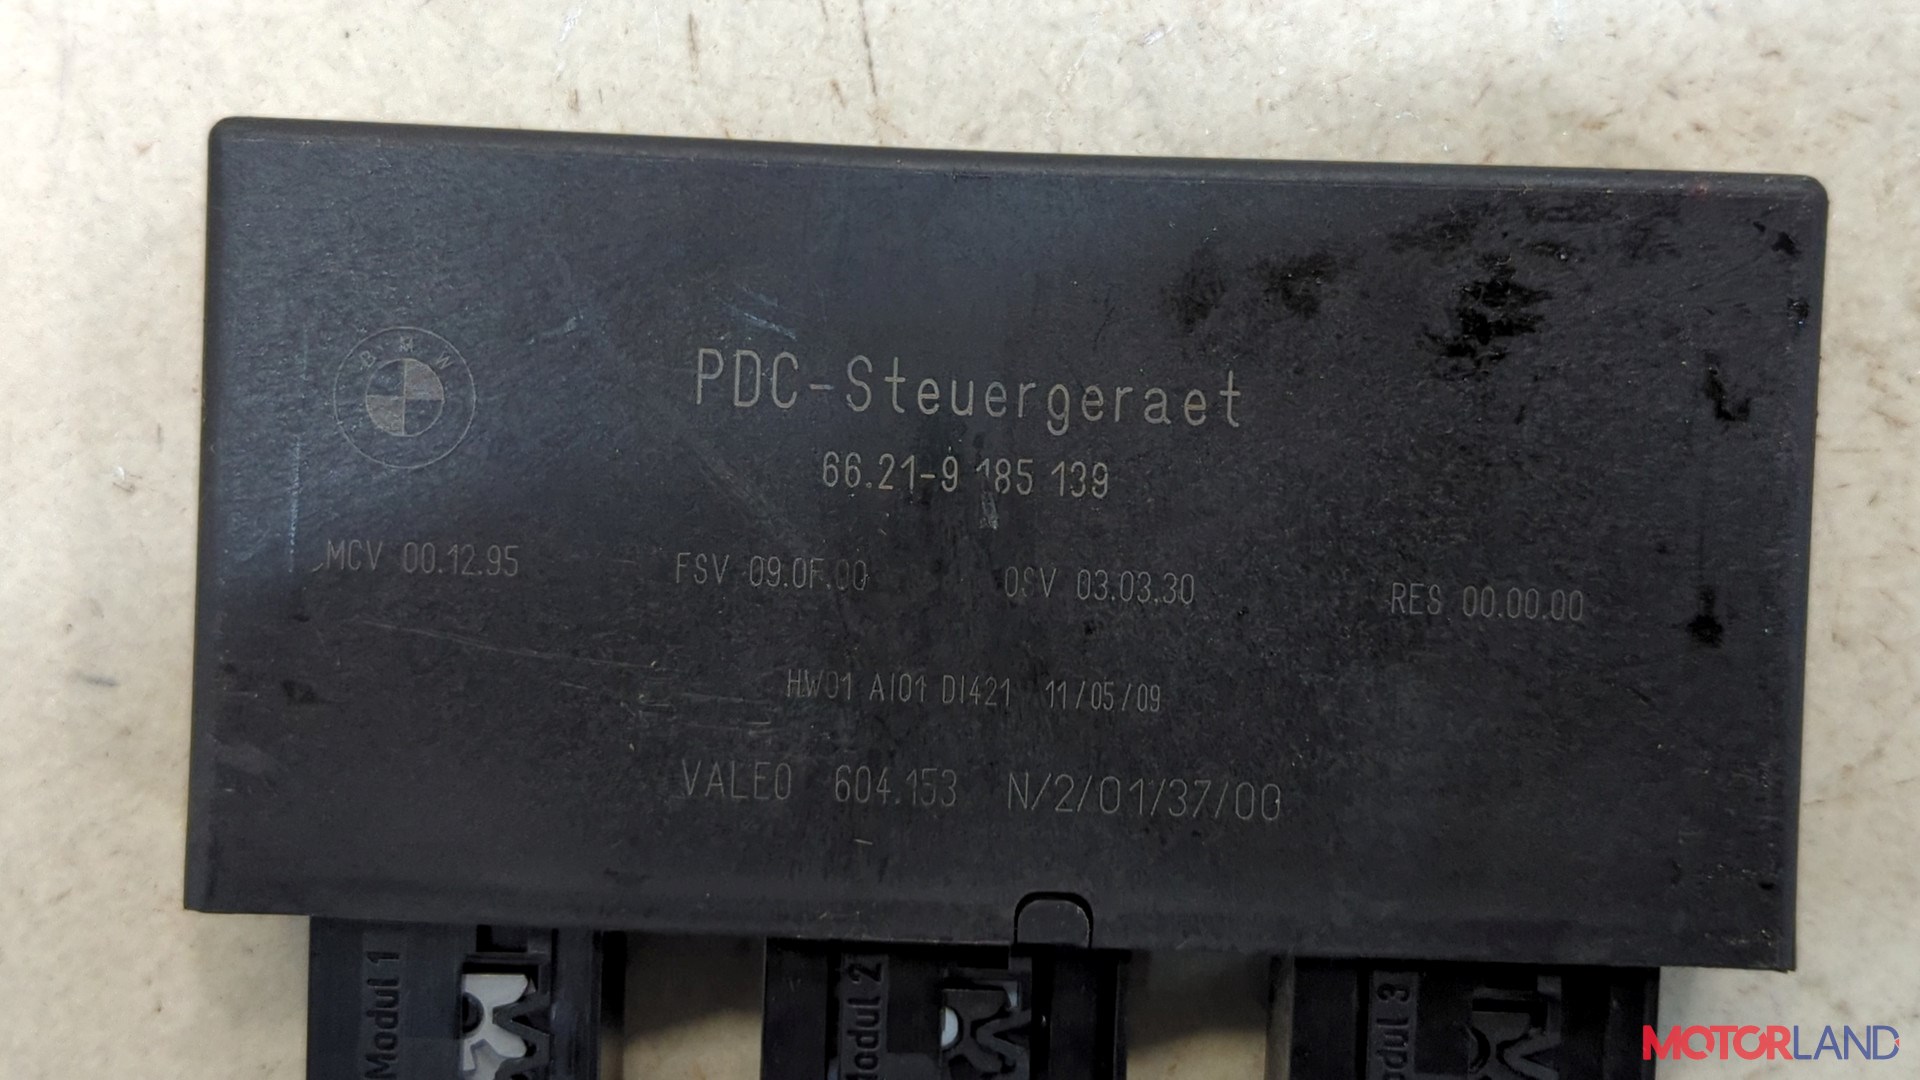 BMW
PDC-Steuergeraet
66.21-9 185 139
MCV 00.12.95 FSV 09.0F.00 OSV 03.03.30 RES 00.00.00
HW01 AI01 DI421 11/05/09
VALEO 604.153 N/2/01/37/00
Modul 1 Modul 2 Modul 3
MOTORLAND